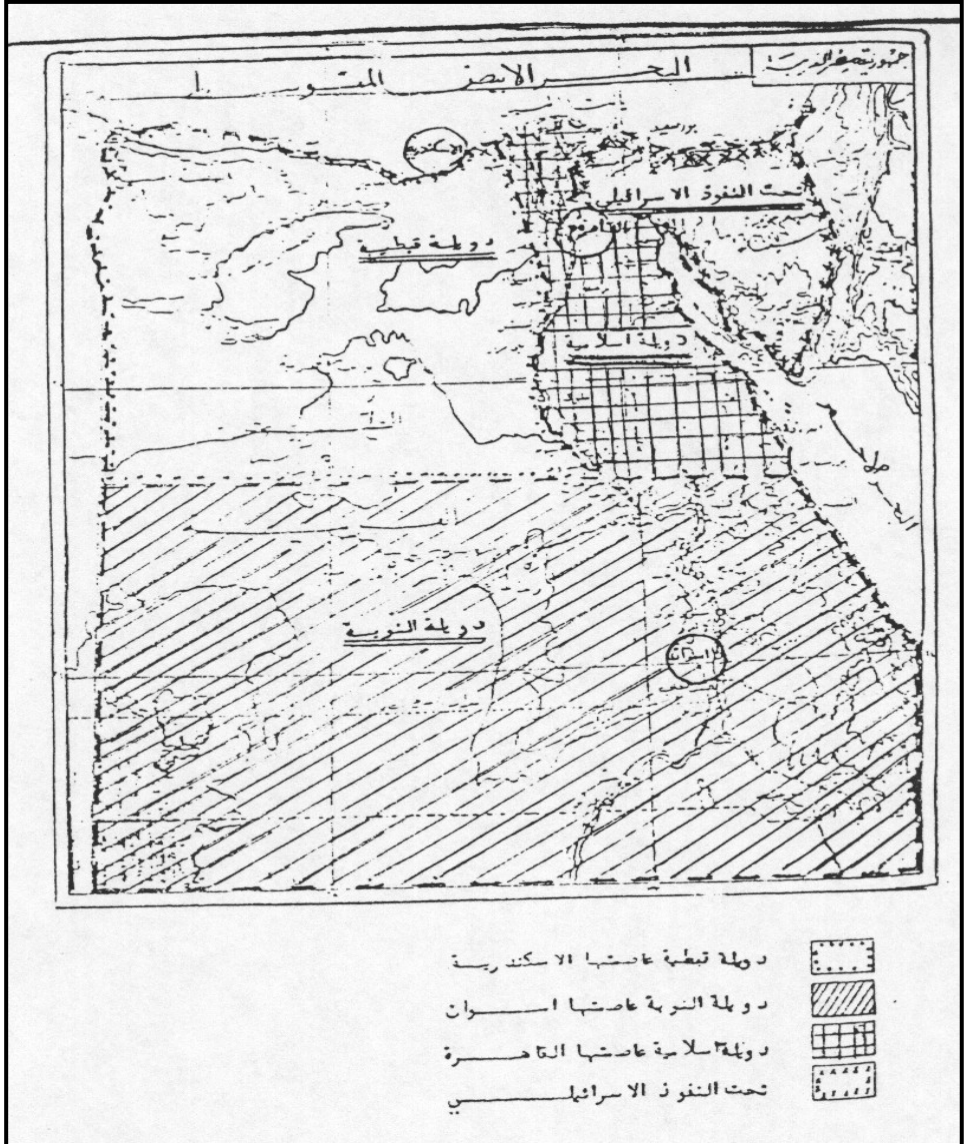 جمهورية مصر العربية
البحر الابيض المتوسط
الاسكندرية
بورسعيد
تحت النفوذ الاسرائيلي
القاهرة
دويلة قبطية
دويلة اسلامية
دويلة النوبة
اسوان
دويلة قبطية عاصمتها الاسكندرية
دويلة النوبة عاصمتها اسوان
دويلة اسلامية عاصمتها القاهرة
تحت النفوذ الاسرائيلي